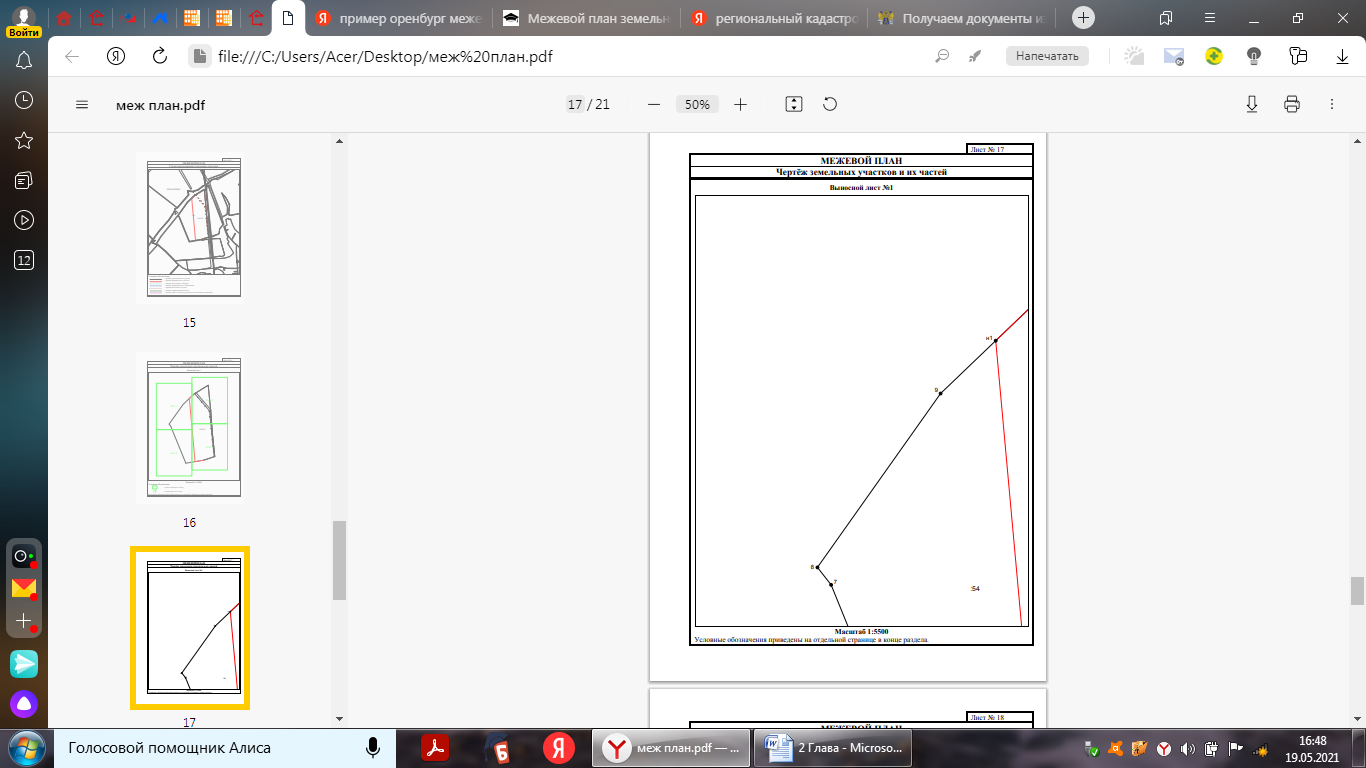 Войти
пример оренбург меже
Межевой план земельн
региональный кадастро
Получаем документы и
file:///C:/Users/Acer/Desktop/меж%20план.pdf
Напечатать
меж план.pdf
17 / 21
50%
12
15
16
17
Лист № 17
МЕЖЕВОЙ ПЛАН
Чертёж земельных участков и их частей
Выносной лист №1
н1
9
8
7
:54
Масштаб 1:5500
Условные обозначения приведены на отдельной странице в конце раздела.
Лист № 18
МЕЖЕВОЙ ПЛАН
Голосовой помощник Алиса
меж план.pdf — ...
2 Глава - Microso...
16:48
19.05.2021